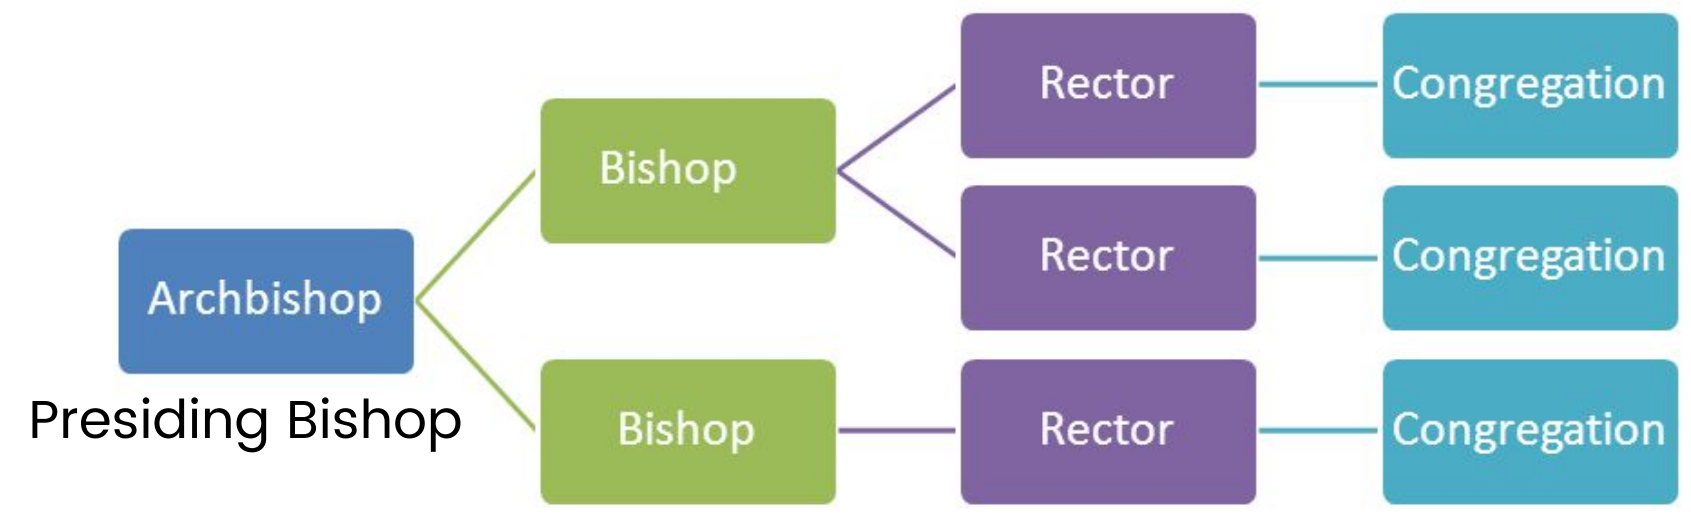 Archbishop
Presiding Bishop
Bishop
Rector
Congregation
Rector
Congregation
Bishop
Rector
Congregation